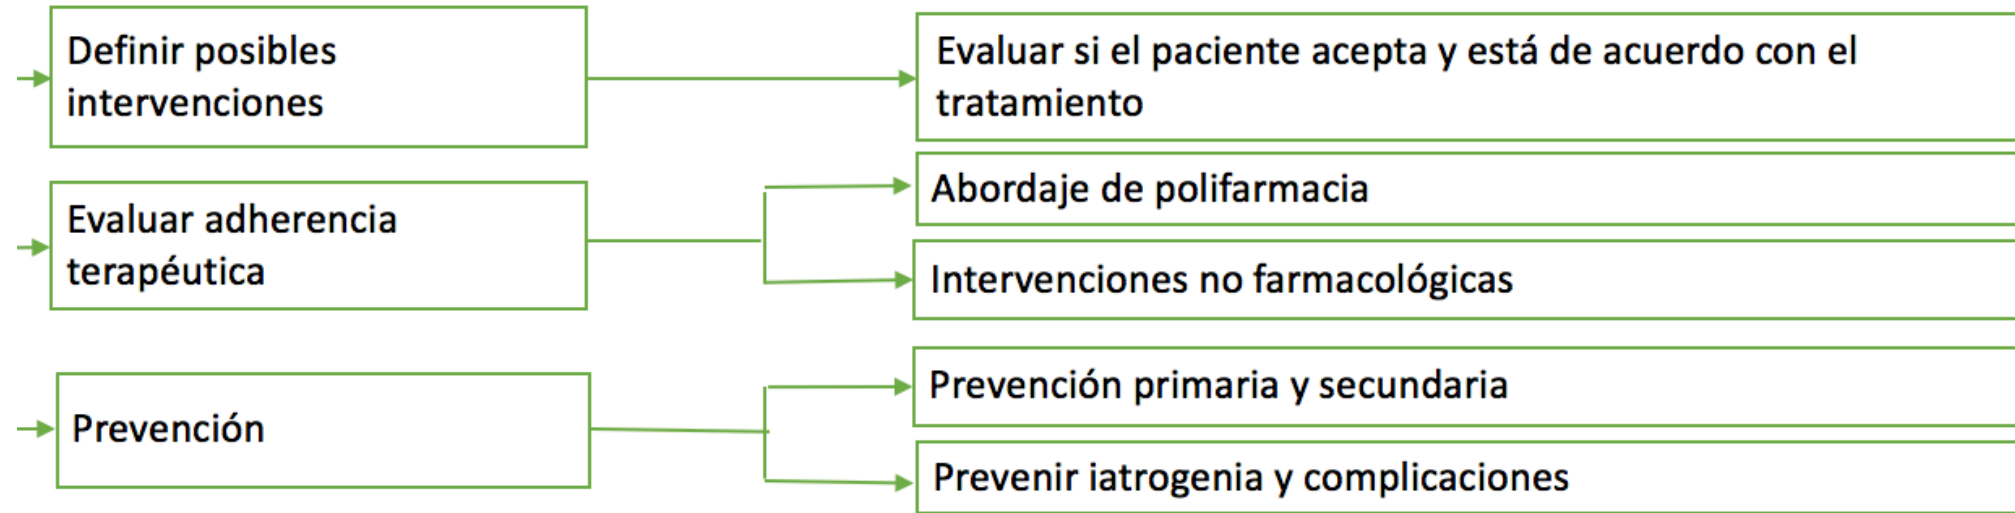 Definir posibles
intervenciones
Evaluar si el paciente acepta y está de acuerdo con el
tratamiento
Evaluar adherencia
terapéutica
Abordaje de polifarmacia
Intervenciones no farmacológicas
Prevención
Prevención primaria y secundaria
Prevenir iatrogenia y complicaciones